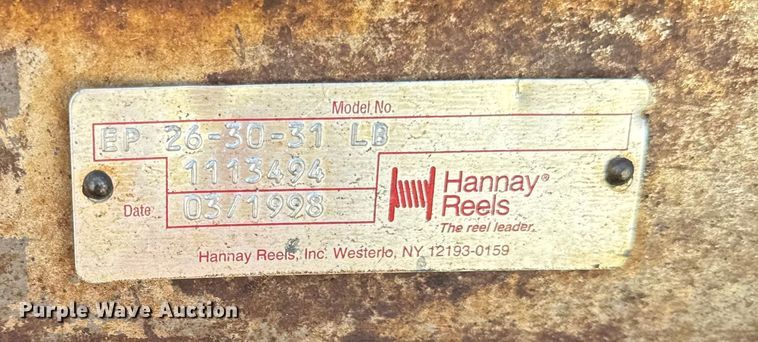 Model No.
EP 26-30-31 LB
1113494
Date 03/1998
Hannay® Reels
The reel leader.
Hannay Reels, Inc. Westerlo, NY 12193-0159
Purple Wave Auction